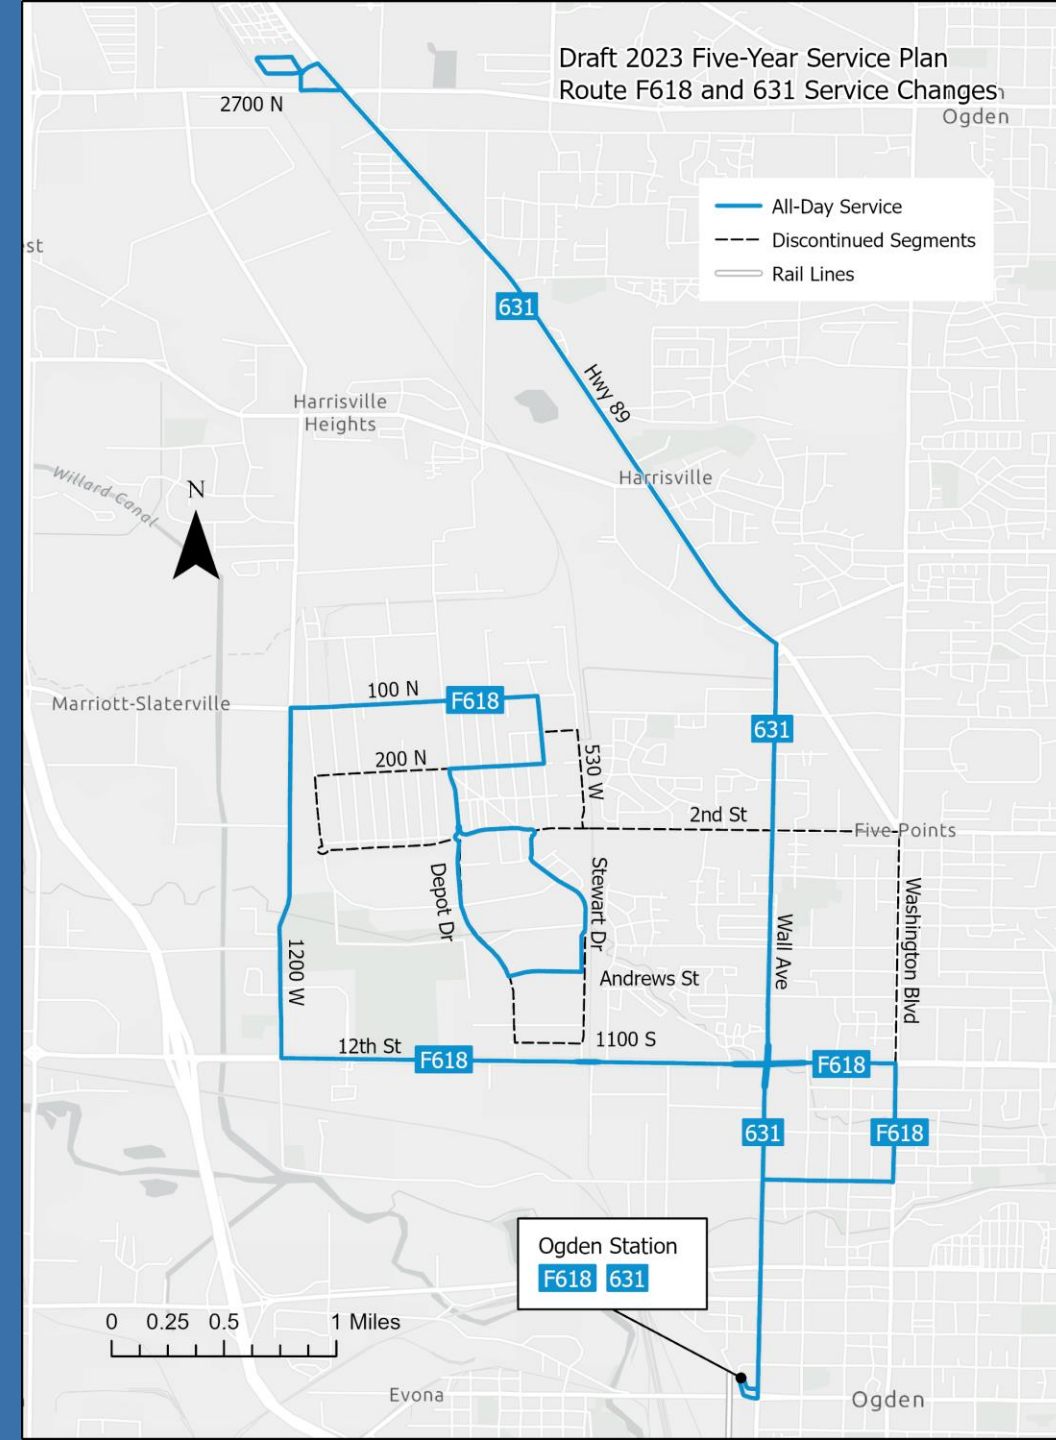 Draft 2023 Five-Year Service Plan
Route F618 and 631 Service Changes
Ogden
2700 N
All-Day Service
Discontinued Segments
Rail Lines
st
631
Hwy 89
Harrisville
Heights
Harrisville
Willard Canal
N
100 N
F618
Marriott-Slaterville
631
200 N
530 W
2nd St
Five Points
Depot Dr
Stewart Dr
Washington Blvd
Wall Ave
1200 W
Andrews St
1100 S
12th St
F618
F618
631
F618
Ogden Station
F618 631
0 0.25 0.5 1 Miles
Evona
Ogden